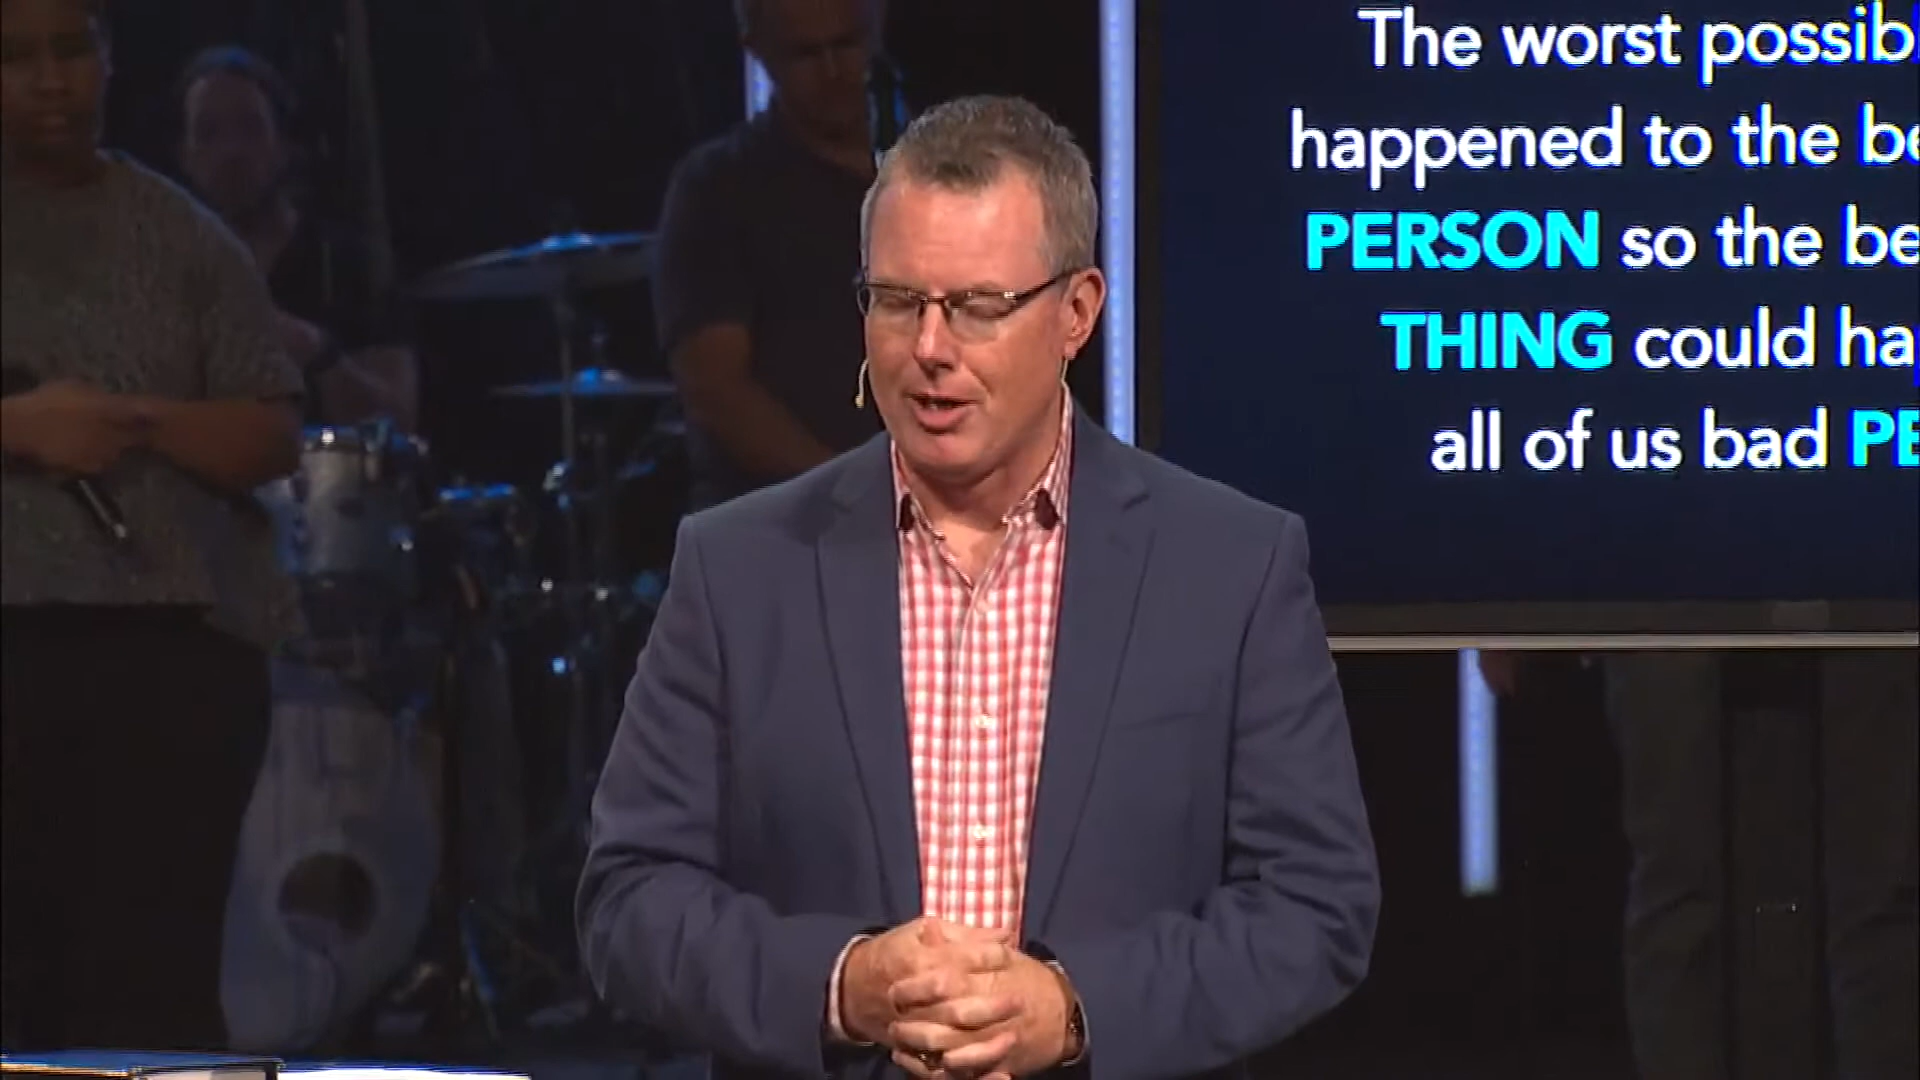 The worst possib
happened to the be
PERSON so the be
THING could ha
all of us bad PE